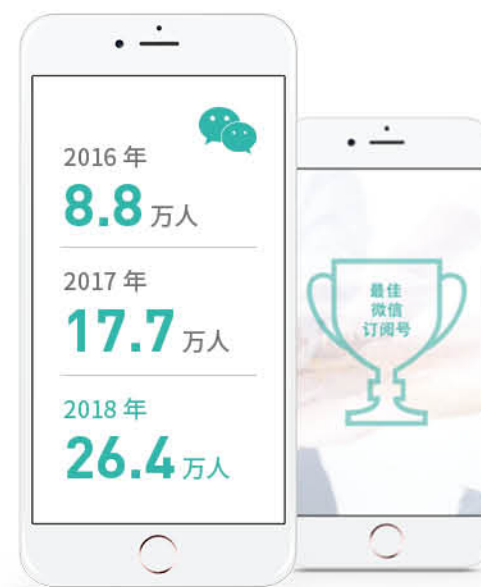 2016 年
8.8 万人
2017 年
17.7 万人
2018 年
26.4 万人
最佳
微信
订阅号